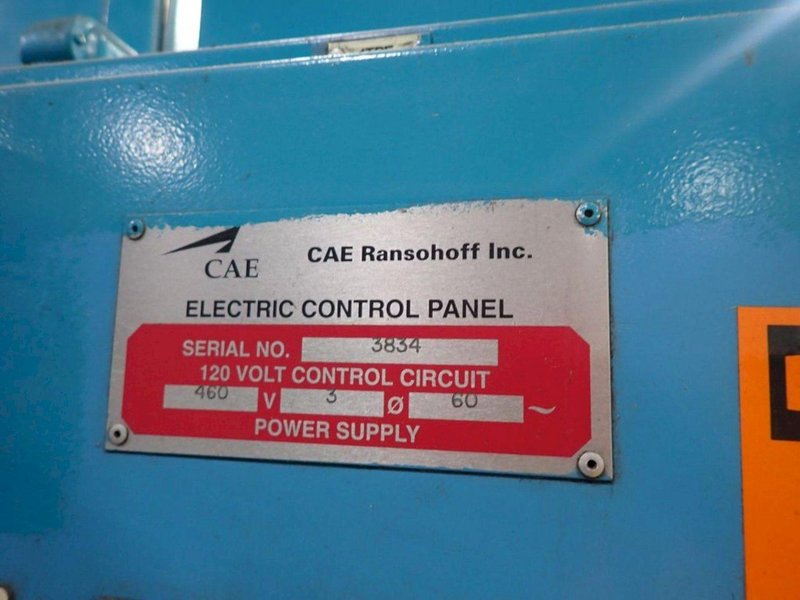 CAE
CAE Ransohoff Inc.
ELECTRIC CONTROL PANEL
SERIAL NO. 3834
120 VOLT CONTROL CIRCUIT
460 V 3 Ø 60 ~
POWER SUPPLY